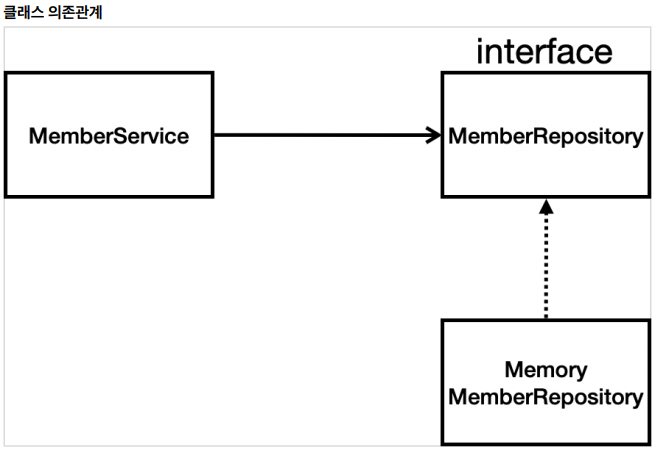 클래스 의존관계
interface
MemberService
MemberRepository
Memory
MemberRepository